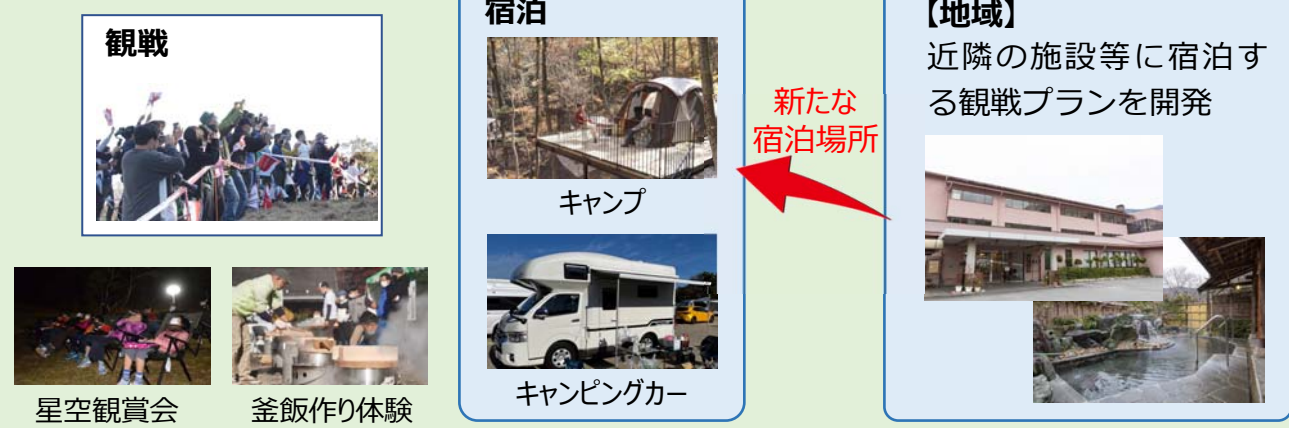 観戦
星空観賞会
釜飯作り体験
宿泊
キャンプ
キャンピングカー
新たな
宿泊場所
【地域】
近隣の施設等に宿泊す
る観戦プランを開発